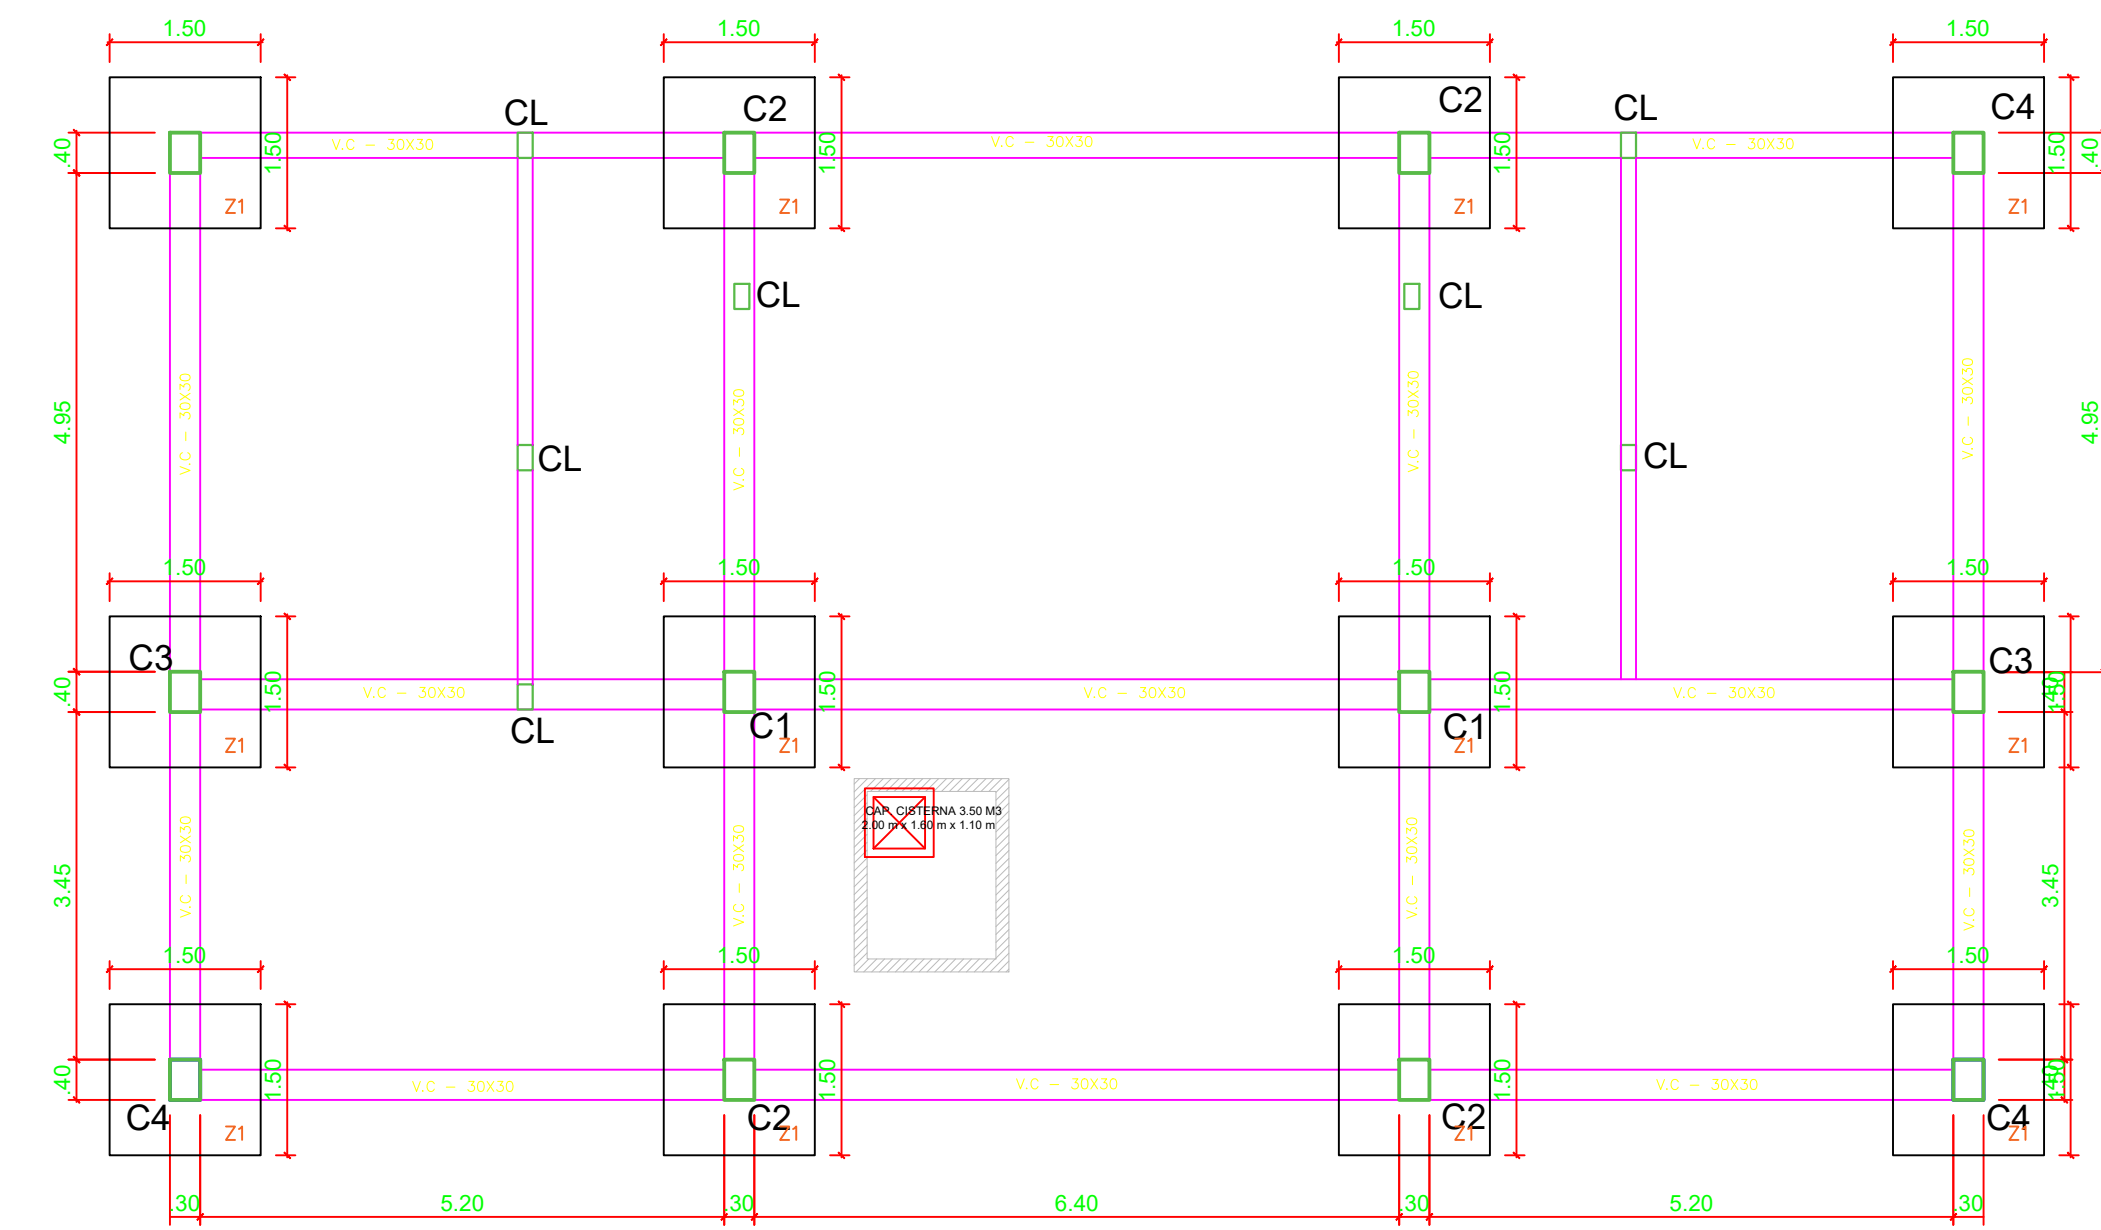 1.50 1.50 1.50 1.50
CL C2 C2 CL C4
.40 V.C - 30X30 1.50 V.C - 30X30 1.50 1.50 V.C - 30X30 1.50 .40
1.50
Z1 Z1 Z1 Z1
CL CL
4.95 V.C - 30X30 V.C - 30X30 V.C - 30X30 V.C - 30X30 4.95
CL CL
1.50 1.50 1.50 1.50
C3 C3
.40 1.50 V.C - 30X30 1.50 V.C - 30X30 1.50 V.C - 30X30 1.50
CL C1 C1
Z1 Z1 Z1 Z1
CAP. CISTERNA 3.50 M3
2.00 m x 1.60 m x 1.10 m
3.45 V.C - 30X30 V.C - 30X30 V.C - 30X30 V.C - 30X30 3.45
1.50 1.50 1.50 1.50
.40 1.50 V.C - 30X30 1.50 V.C - 30X30 1.50 V.C - 30X30 1.50
C4 C2 C2 C4
Z1 Z1 Z1 Z1
.30 5.20 .30 6.40 .30 5.20 .30